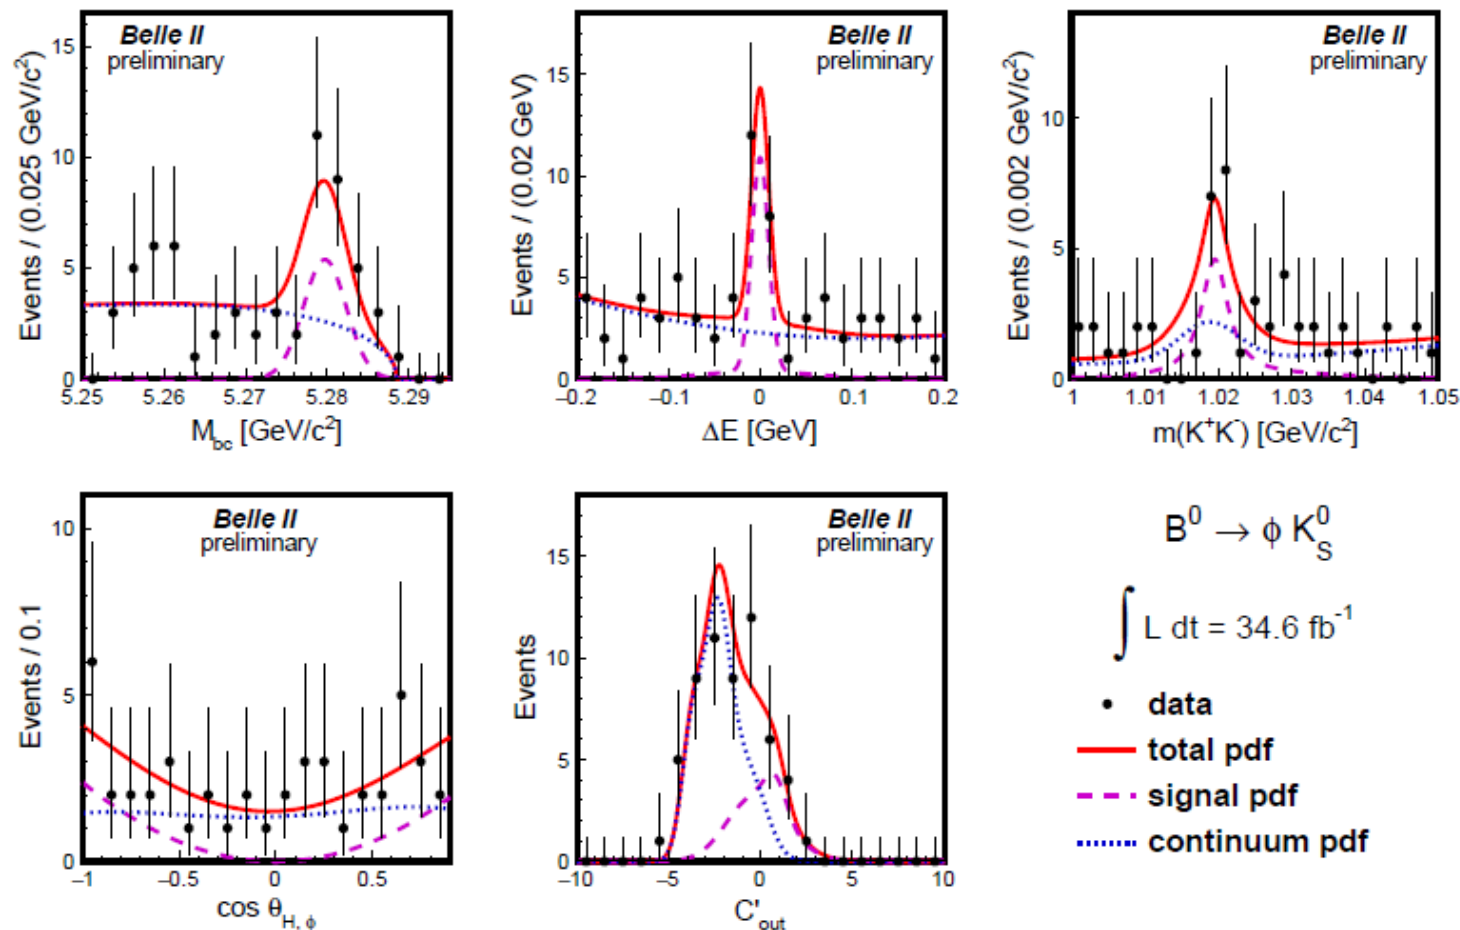 Belle II
preliminary
Events / (0.025 GeV/c²)
15
10
5
0
5.25 5.26 5.27 5.28 5.29
M_bc [GeV/c²]
Belle II
preliminary
Events / (0.02 GeV)
15
10
5
0
−0.2 −0.1 0 0.1 0.2
ΔE [GeV]
Belle II
preliminary
Events / (0.002 GeV/c²)
10
5
0
1 1.01 1.02 1.03 1.04 1.05
m(K⁺K⁻) [GeV/c²]
Belle II
preliminary
Events / 0.1
10
5
0
−1 −0.5 0 0.5
cos θ_H, ϕ
Belle II
preliminary
Events
15
10
5
0
−10 −5 0 5 10
C'_out
B⁰ → ϕ K_S⁰
∫ L dt = 34.6 fb⁻¹
data
total pdf
signal pdf
continuum pdf